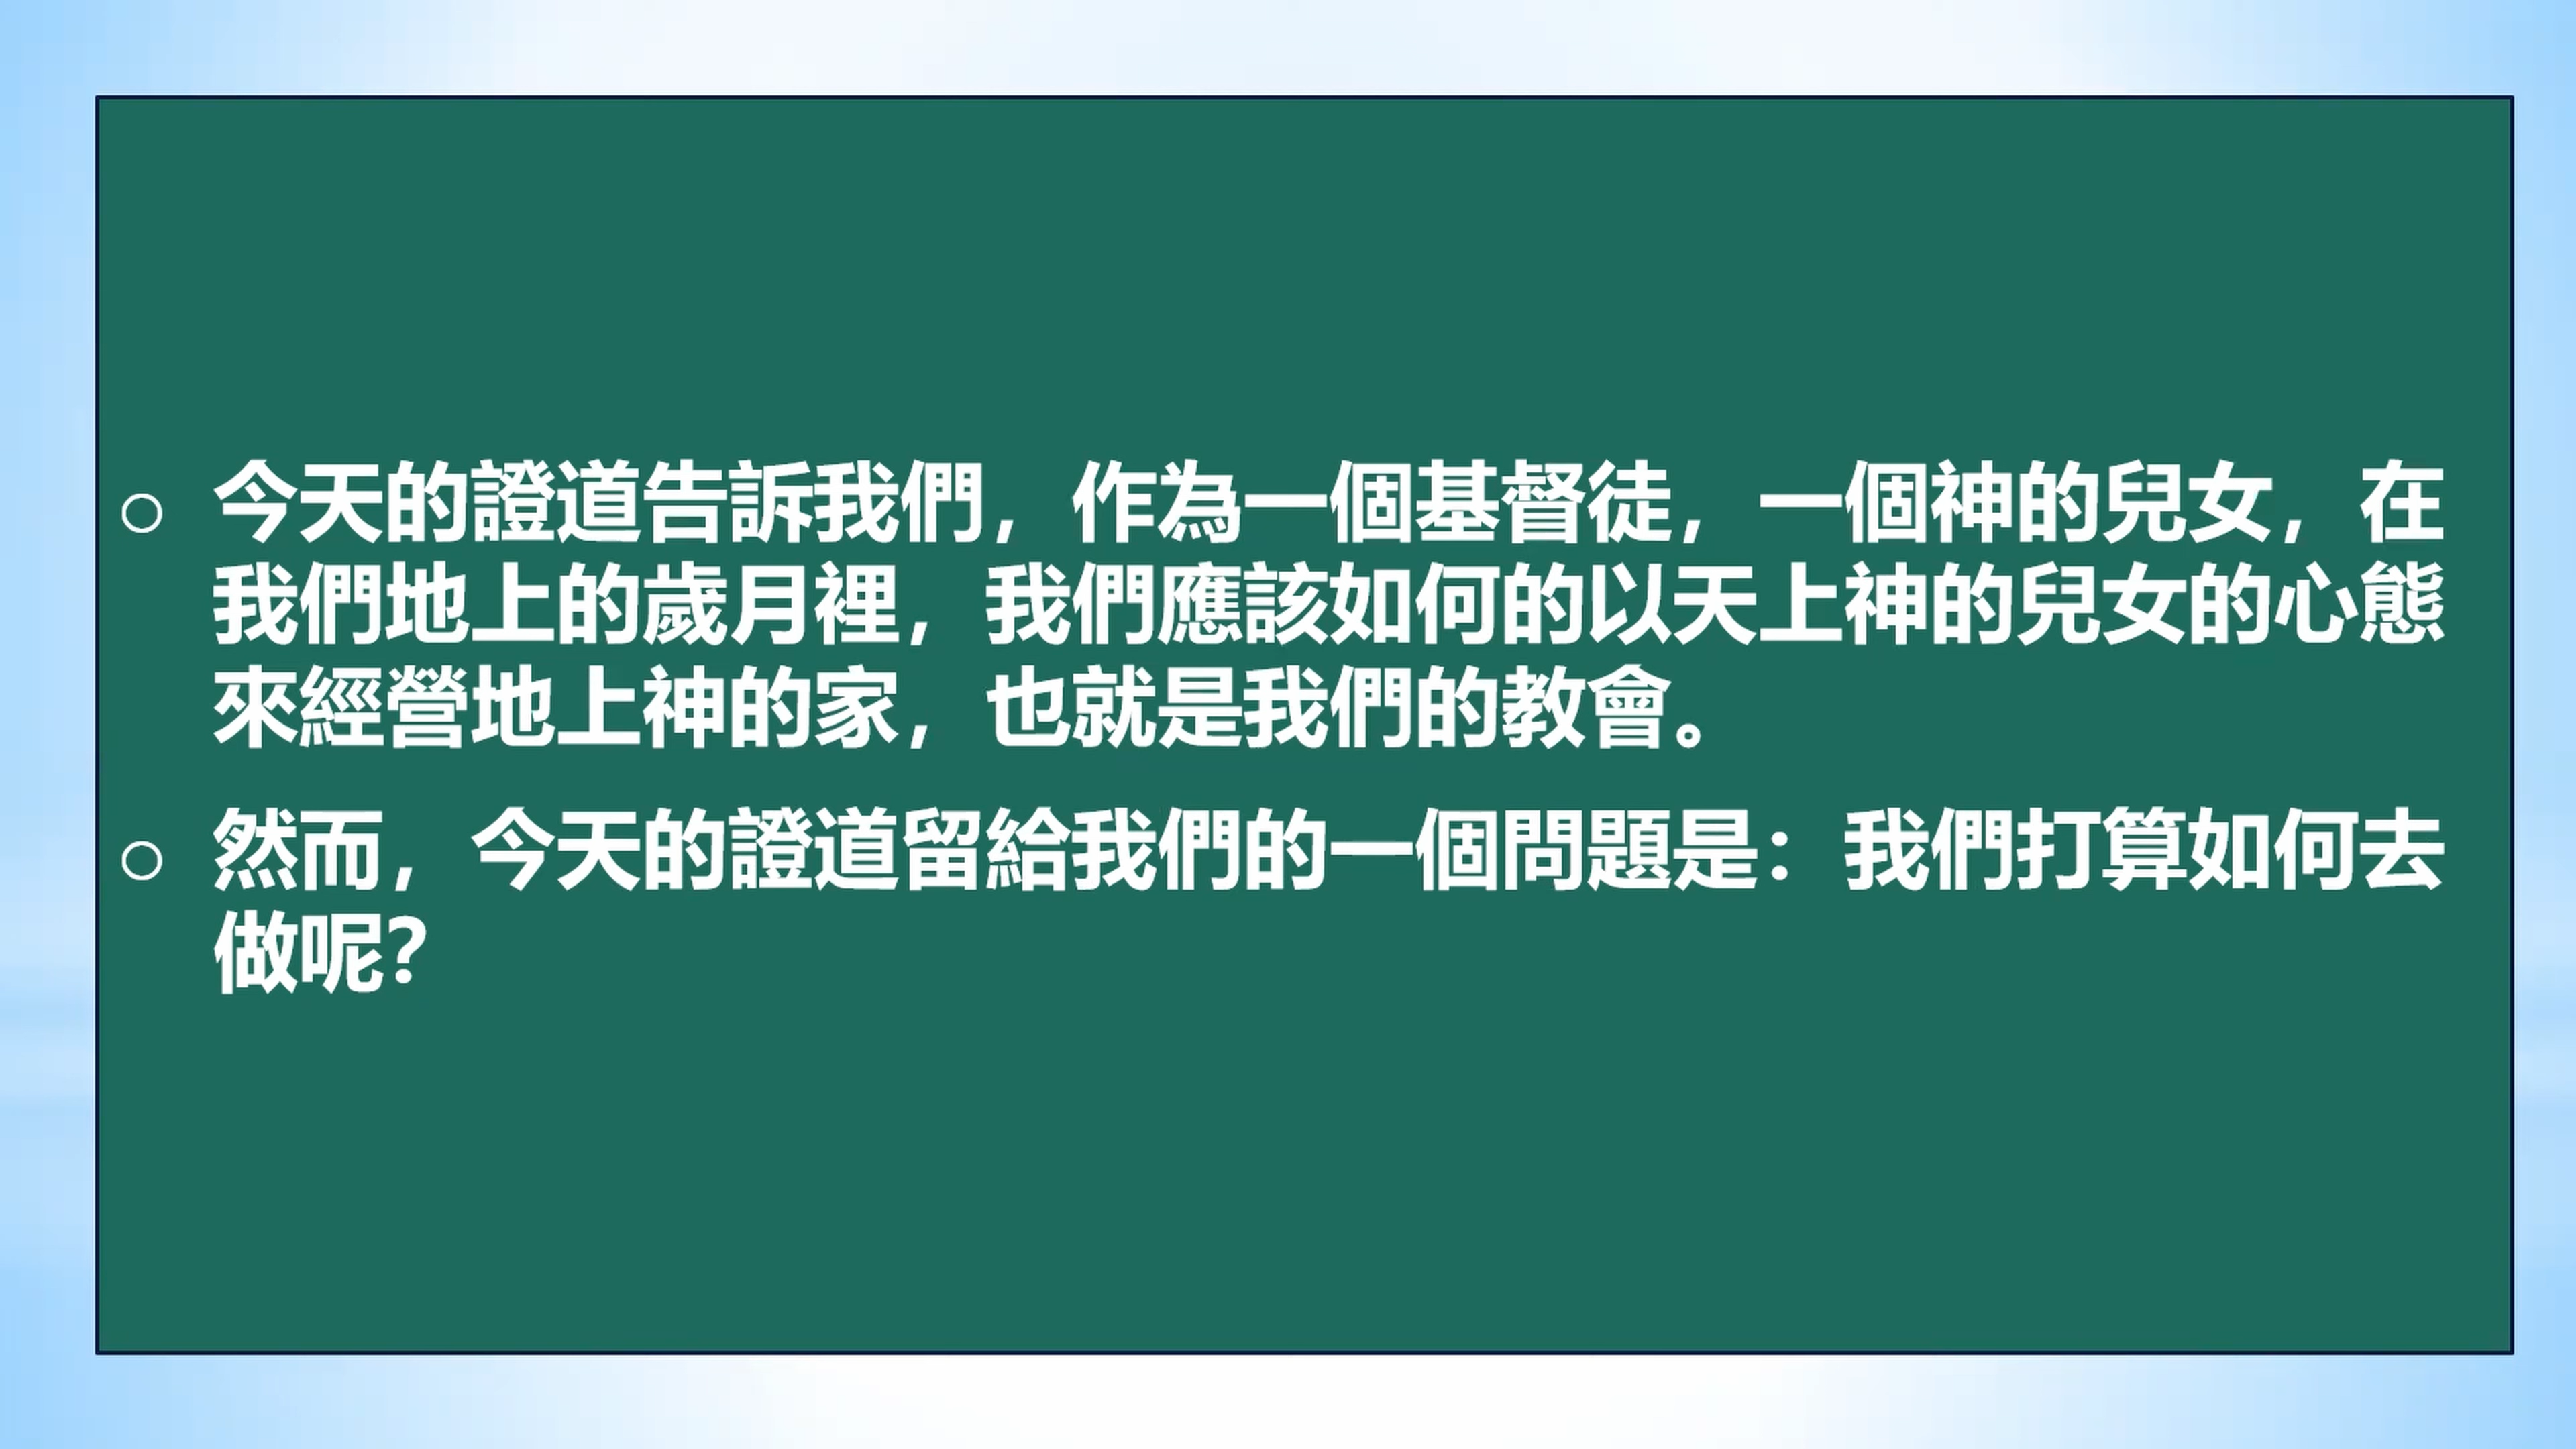 ○ 今天的證道告訴我們，作為一個基督徒，一個神的兒女，在
我們地上的歲月裡，我們應該如何的以天上神的兒女的心態
來經營地上神的家，也就是我們的教會。
○ 然而，今天的證道留給我們的一個問題是：我們打算如何去
做呢？